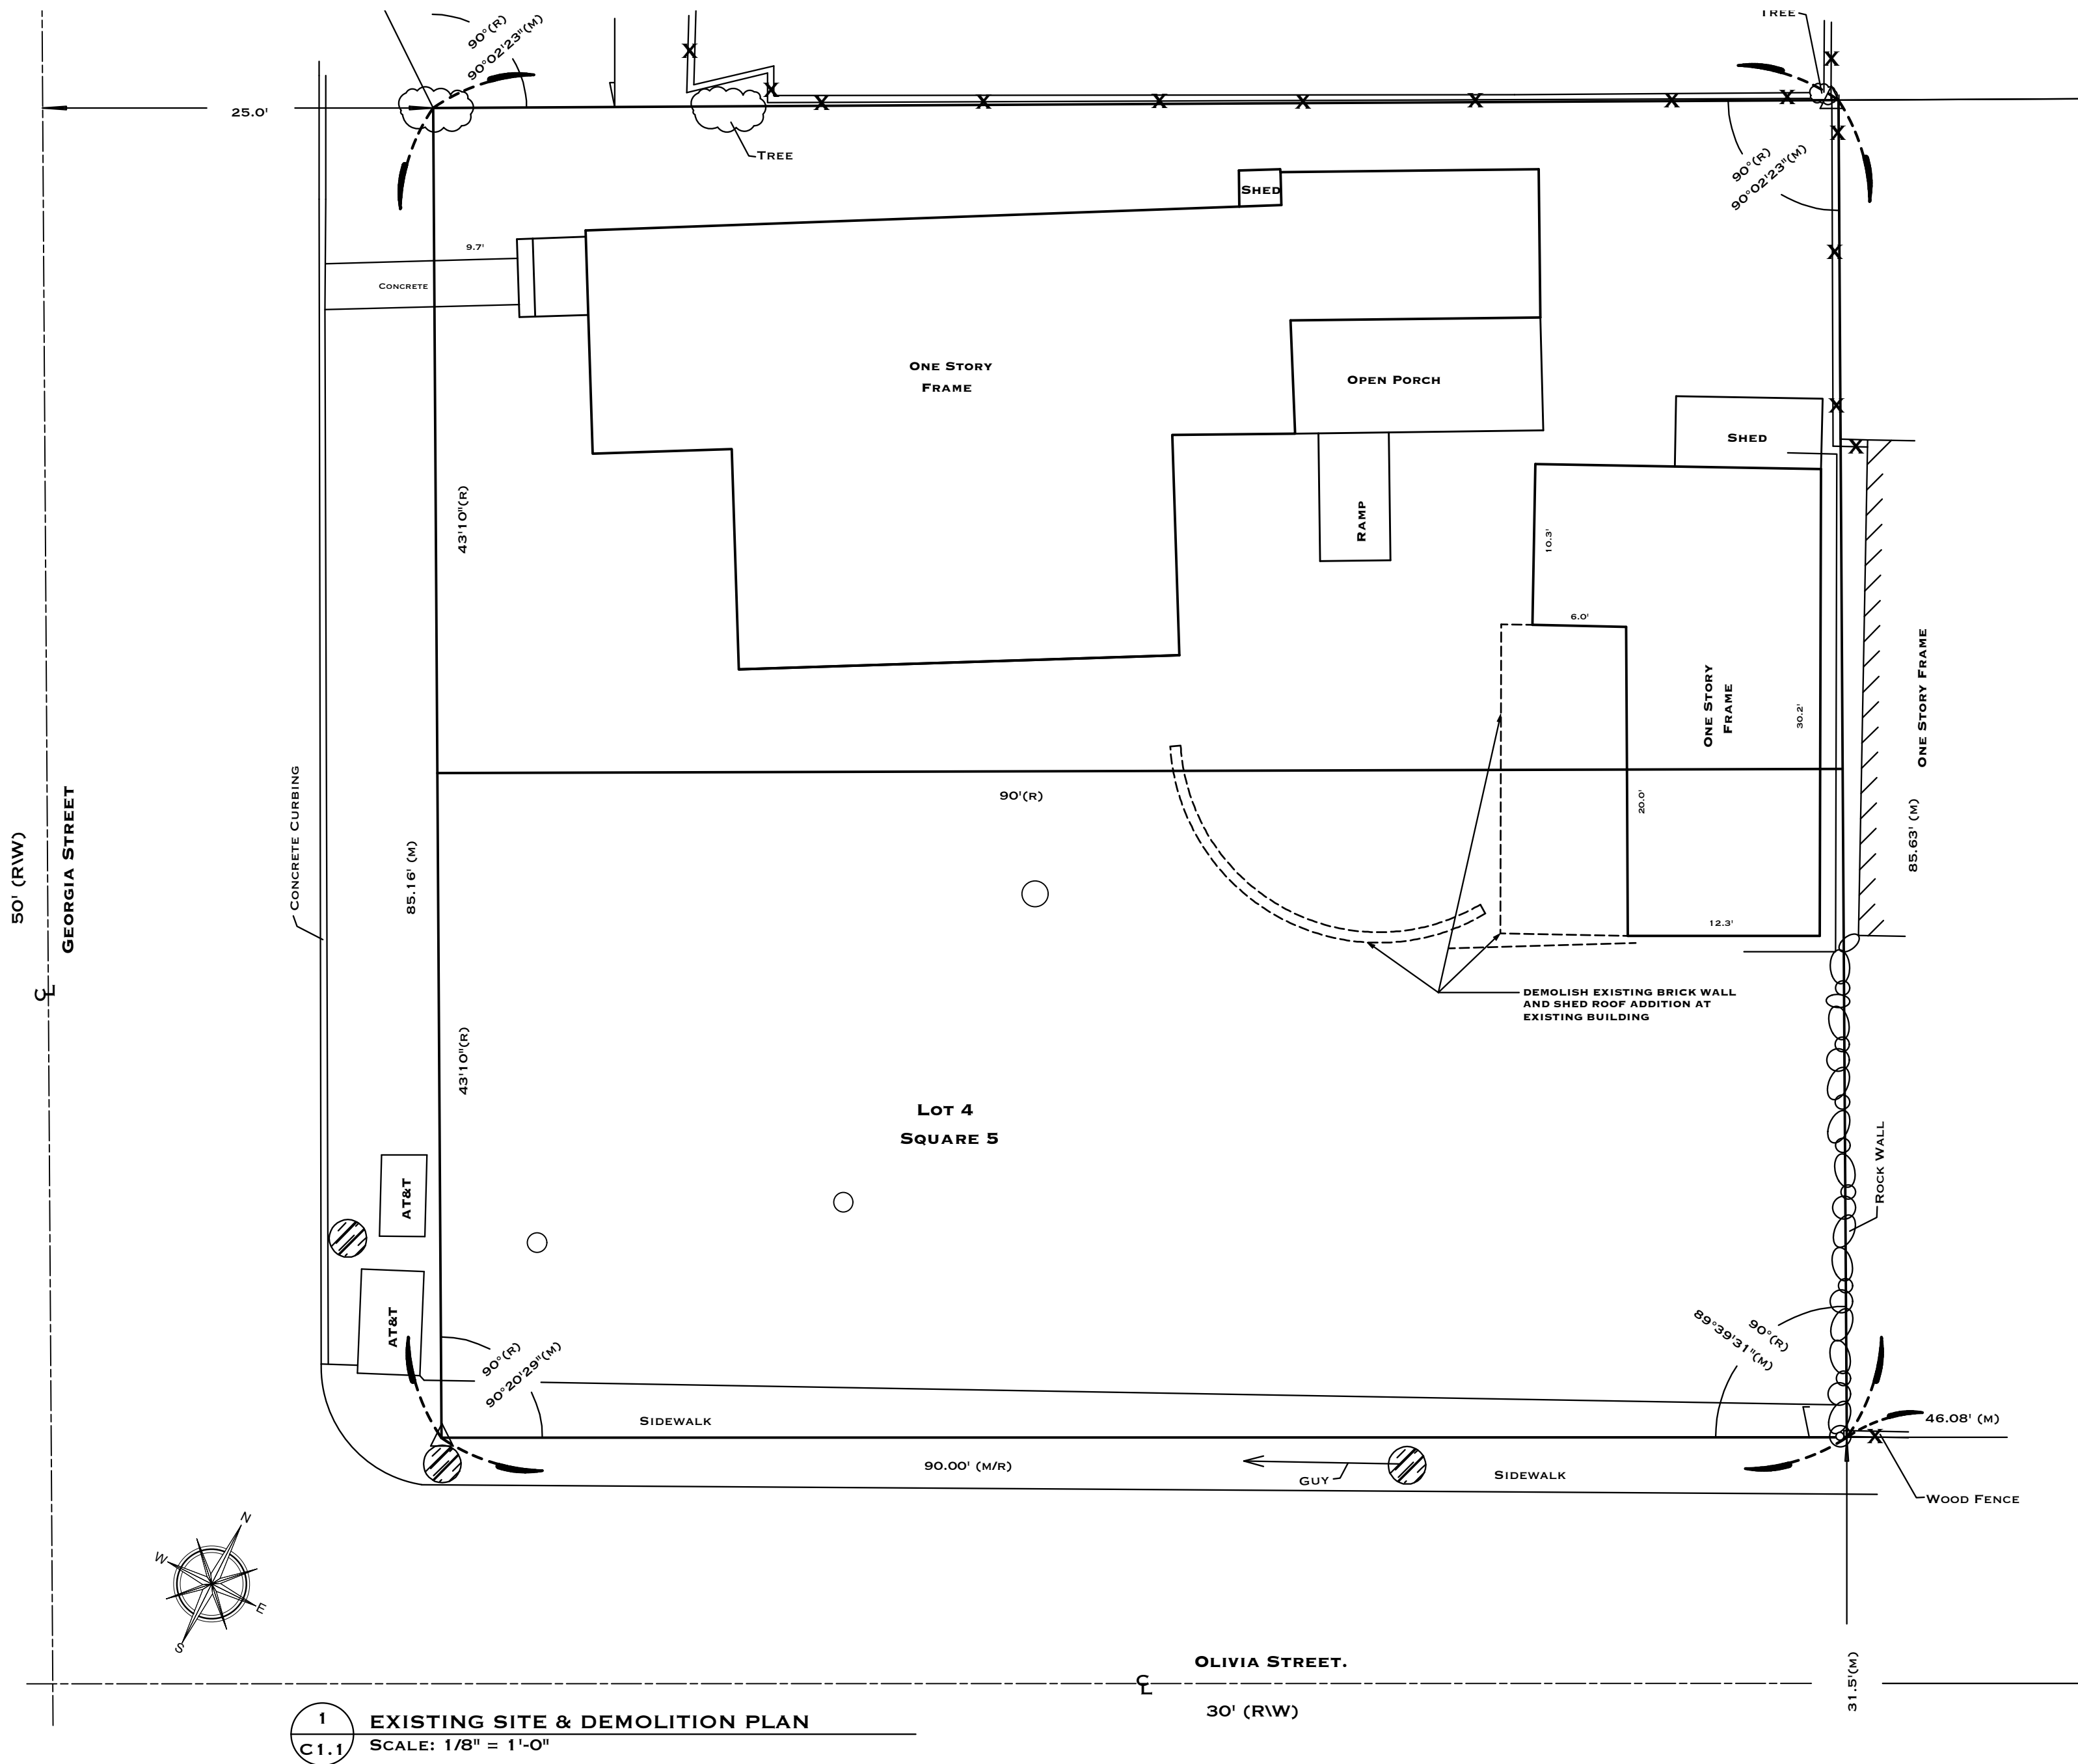 TREE
90°(R)
90°02'23"(M)
25.0'
TREE
90°(R)
90°02'23"(M)
SHED
9.7'
CONCRETE
ONE STORY
FRAME
OPEN PORCH
SHED
RAMP
43'10"(R)
10.3'
6.0'
ONE STORY
FRAME
30.2'
ONE STORY FRAME
90'(R)
20.0'
85.63' (M)
50' (R\W)
GEORGIA STREET
CONCRETE CURBING
85.16' (M)
12.3'
CL
DEMOLISH EXISTING BRICK WALL
AND SHED ROOF ADDITION AT
EXISTING BUILDING
43'10"(R)
LOT 4
SQUARE 5
ROCK WALL
AT&T
AT&T
90°(R)
90°20'29"(M)
90°(R)
89°39'31"(M)
SIDEWALK
46.08' (M)
90.00' (M/R)
GUY
SIDEWALK
WOOD FENCE
N
W
E
S
OLIVIA STREET.
CL
30' (R\W)
31.5'(M)
1
EXISTING SITE & DEMOLITION PLAN
C1.1
SCALE: 1/8" = 1'-0"